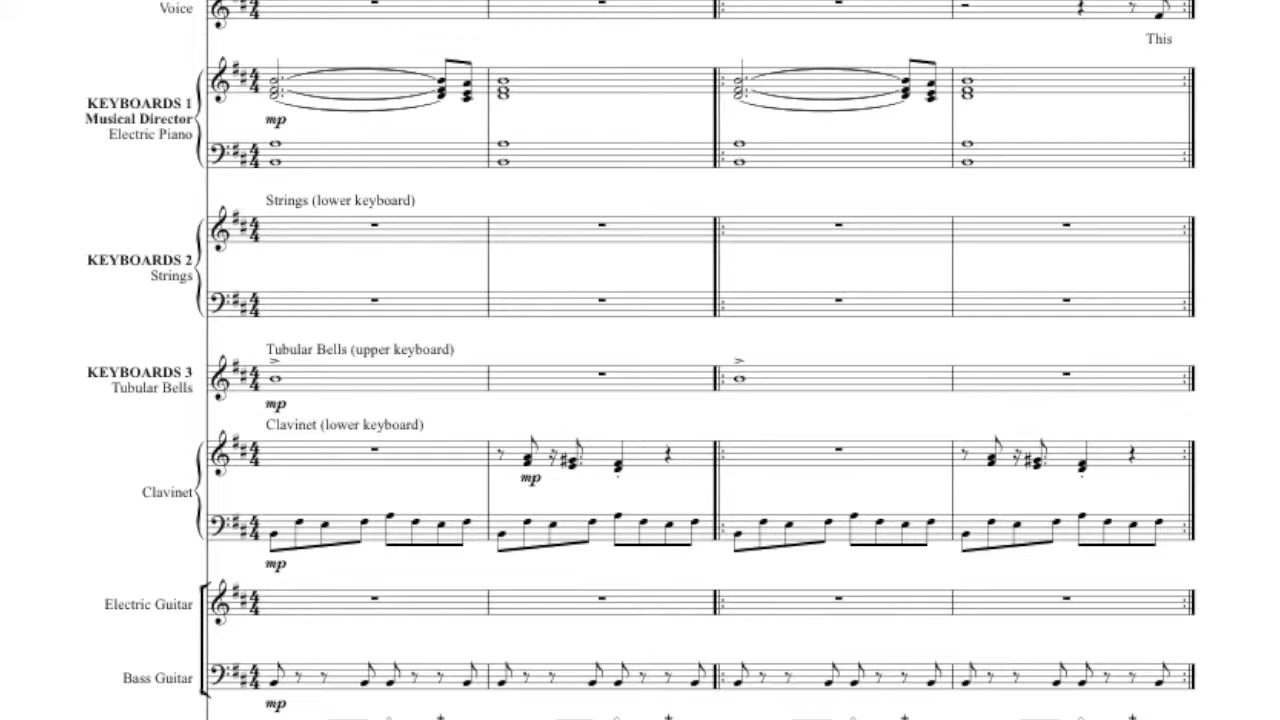 Voice
This
KEYBOARDS 1
Musical Director
Electric Piano
mp
Strings (lower keyboard)
KEYBOARDS 2
Strings
Tubular Bells (upper keyboard)
KEYBOARDS 3
Tubular Bells
mp
Clavinet (lower keyboard)
mp
Clavinet
mp
Electric Guitar
Bass Guitar
mp